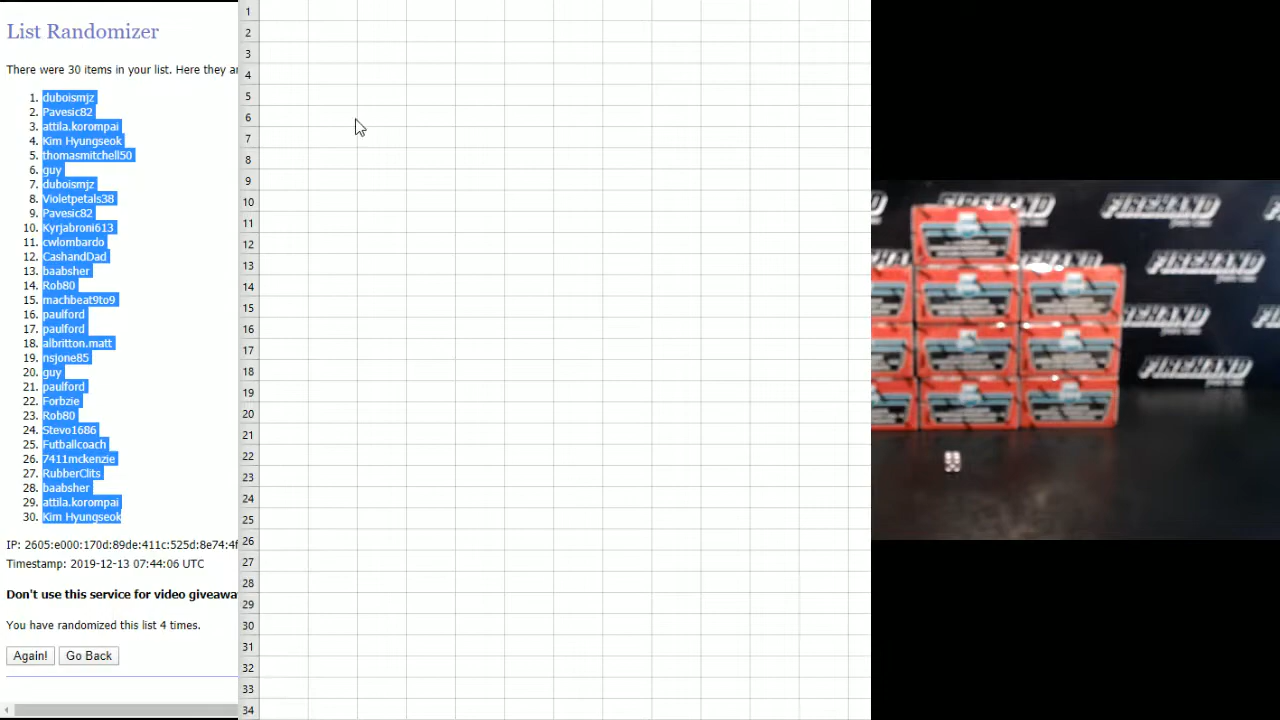 List Randomizer
There were 30 items in your list. Here they
1. duboismjz
2. Pavesic82
3. attila.korompai
4. Kim Hyungseok
5. thomasmitchell50
6. guy
7. duboismjz
8. Violetpetals38
9. Pavesic82
10. Kyrjabroni613
11. cwlombardo
12. CashandDad
13. baabsher
14. Rob80
15. machbeat9to9
16. paulford
17. paulford
18. albritton.matt
19. nsjone85
20. guy
21. paulford
22. Forbzie
23. Rob80
24. Stevo1686
25. Futballcoach
26. 7411mckenzie
27. RubberClits
28. baabsher
29. attila.korompai
30. Kim Hyungseok
IP: 2605:e000:170d:89de:411c:525d:8e74:4f
Timestamp: 2019-12-13 07:44:06 UTC
Don't use this service for video giveawa
You have randomized this list 4 times.
Again! Go Back
1
2
3
4
5
6
7
8
9
10
11
12
13
14
15
16
17
18
19
20
21
22
23
24
25
26
27
28
29
30
31
32
33
34
FIREHAND
FIREHAND
FIREHAND
FIREHAND
FIREHAND